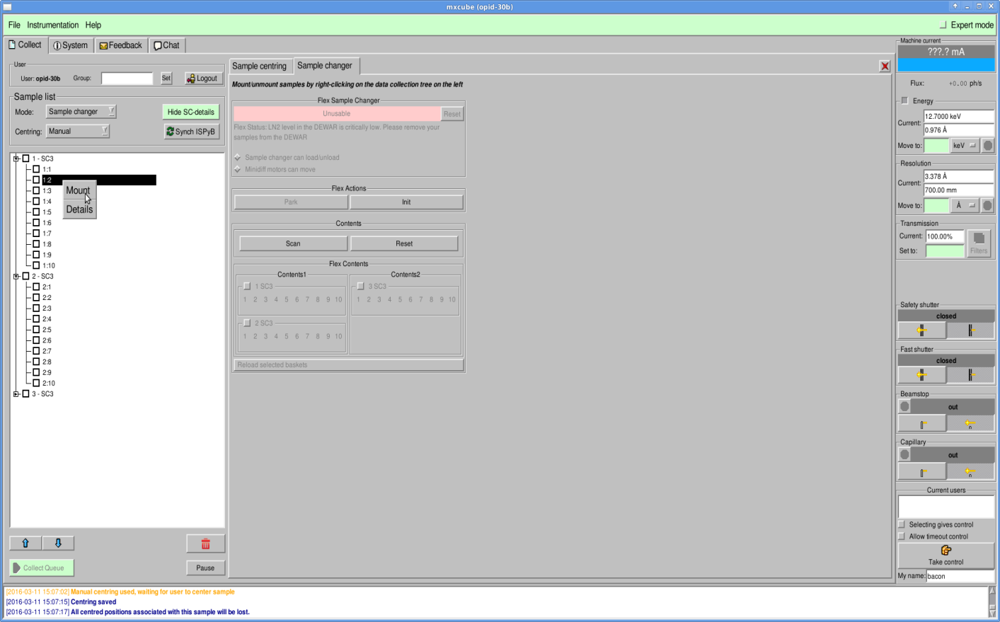 mxcube (opid-30b)
File Instrumentation Help
Expert mode
Collect System Feedback Chat
User
User: opid-30b Group: Set Logout
Sample list
Mode: Sample changer Hide SC-details
Centring: Manual Synch ISPyB
1 - SC3
1:1
1:2
1:3
1:4
1:5
1:6
1:7
1:8
1:9
1:10
2 - SC3
2:1
2:2
2:3
2:4
2:5
2:6
2:7
2:8
2:9
2:10
3 - SC3
Mount
Details
Collect Queue
Pause
Sample centring Sample changer
Mount/unmount samples by right-clicking on the data collection tree on the left
Flex Sample Changer
Unusable Reset
Flex Status: LN2 level in the DEWAR is critically low. Please remove your
samples from the DEWAR
Sample changer can load/unload
Minidiff motors can move
Flex Actions
Park Init
Contents
Scan Reset
Flex Contents
Contents1 Contents2
1 SC3 3 SC3
1 2 3 4 5 6 7 8 9 10 1 2 3 4 5 6 7 8 9 10
2 SC3
1 2 3 4 5 6 7 8 9 10
Reload selected baskets
Machine current
???.? mA
Flux: +0.00 ph/s
Energy
12.7000 keV
Current:
0.976 Å
Move to: keV
Resolution
3.378 Å
Current:
700.00 mm
Move to: Å
Transmission
Current: 100.00%
Set to: Filters
Safety shutter
closed
Fast shutter
closed
Beamstop
out
Capillary
out
Current users
Selecting gives control
Allow timeout control
Take control
My name: bacon
[2016-03-11 15:07:02] Manual centring used, waiting for user to center sample
[2016-03-11 15:07:15] Centring saved
[2016-03-11 15:07:17] All centred positions associated with this sample will be lost.